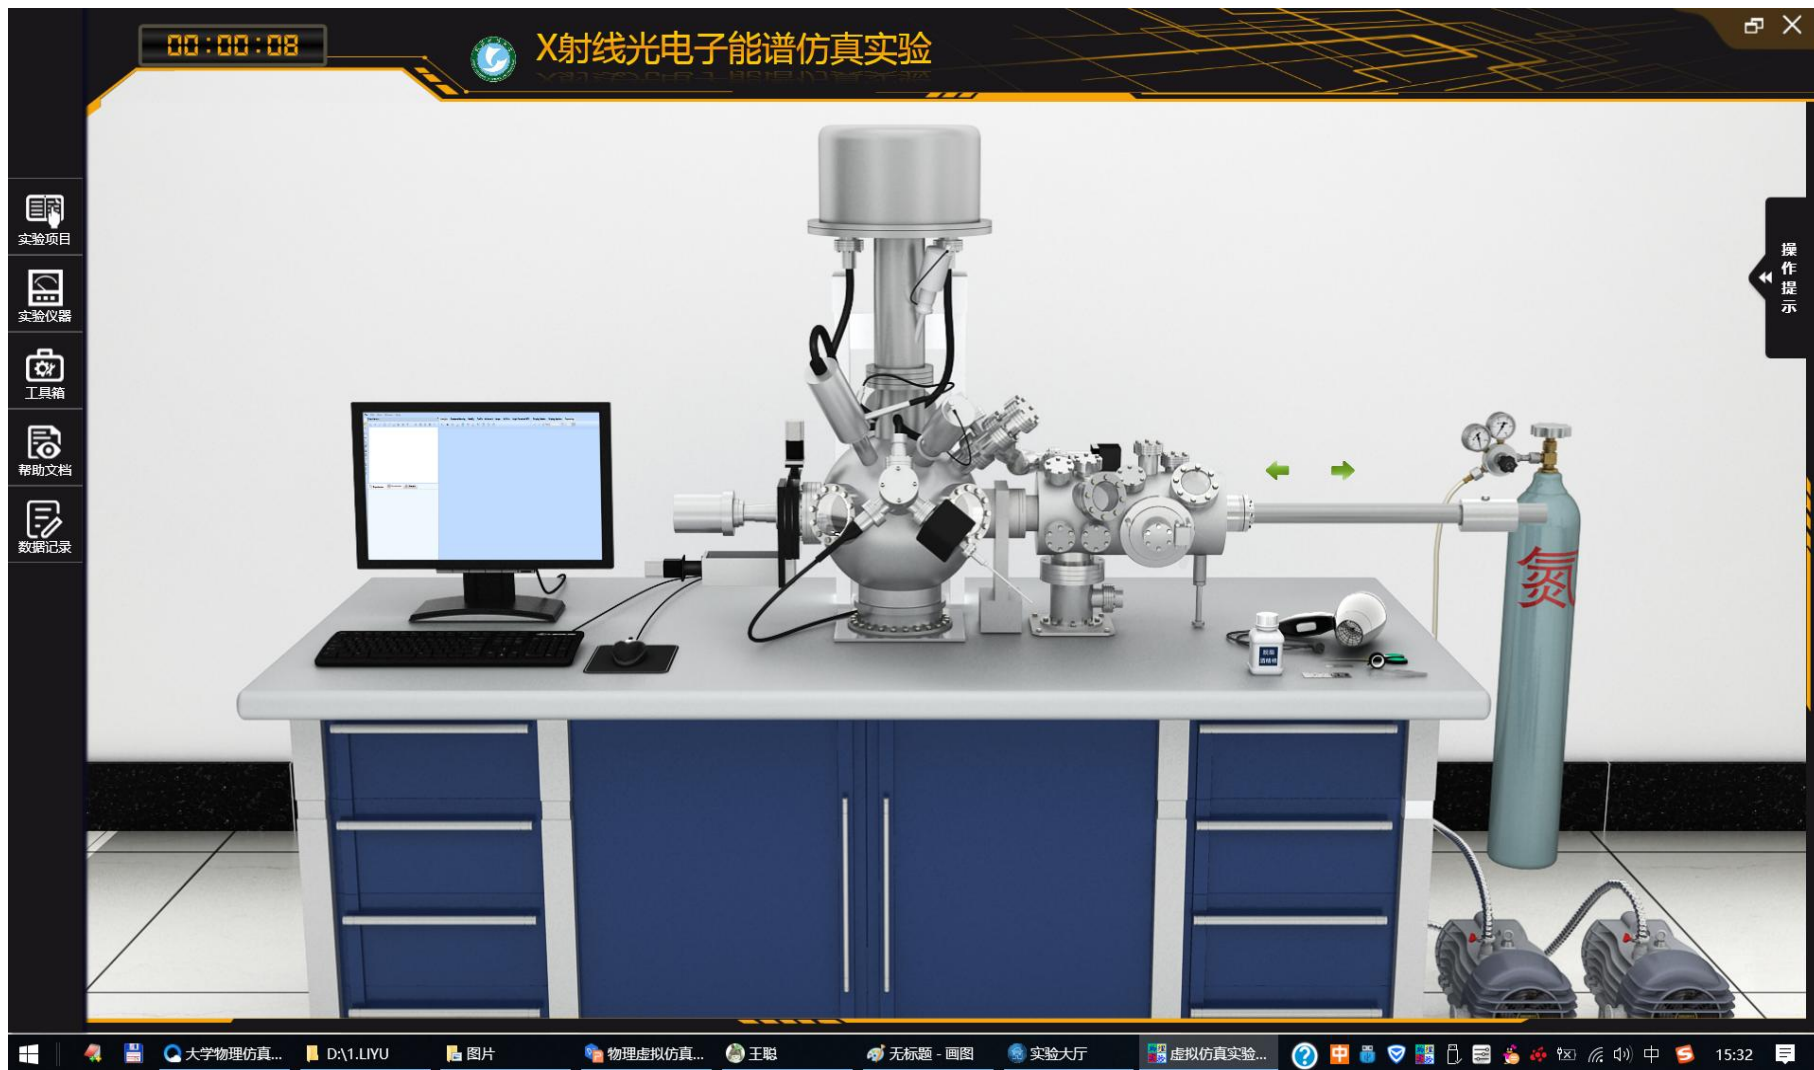 00:00:08
X射线光电子能谱仿真实验
实验项目
实验仪器
工具箱
帮助文档
数据记录
操作提示
氮
大学物理仿真...
D:\1.LIYU
图片
物理虚拟仿真...
王聪
无标题 - 画图
实验大厅
虚拟仿真实验...
中
中
15:32